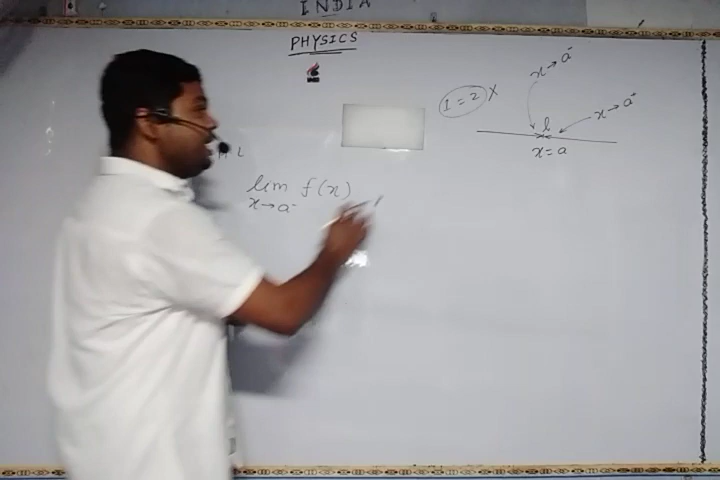 INDIA
PHYSICS
1 = 2 X
x → a⁻
x → a⁺
l
x = a
L
lim f(x)
x → a⁻